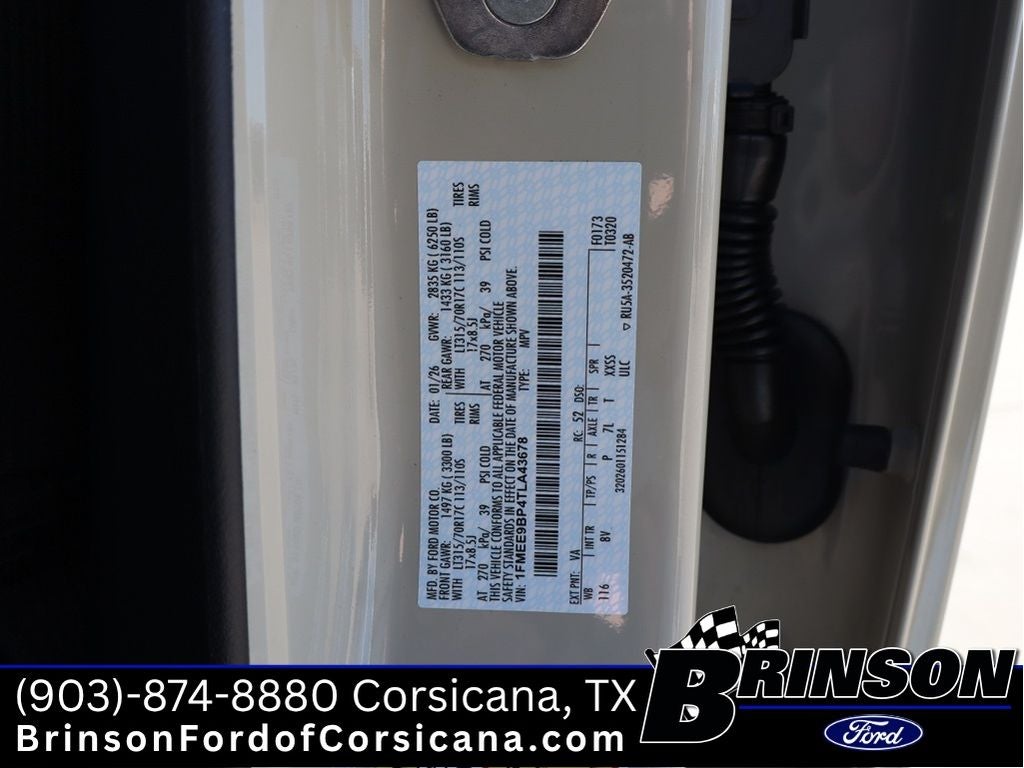 MFD. BY FORD MOTOR CO. DATE: 01/26 GVWR: 2835 KG ( 6250 LB)
FRONT GAWR: 1497 KG ( 3300 LB) REAR GAWR: 1433 KG ( 3160 LB)
WITH LT315/70R17C 113/110S TIRES WITH LT315/70R17C 113/110S TIRES
17x8.5J RIMS 17x8.5J RIMS
AT 270 kPa/ 39 PSI COLD AT 270 kPa/ 39 PSI COLD
THIS VEHICLE CONFORMS TO ALL APPLICABLE FEDERAL MOTOR VEHICLE
SAFETY STANDARDS IN EFFECT ON THE DATE OF MANUFACTURE SHOWN ABOVE.
VIN: 1FMEE9BP4TLA43678 TYPE: MPV
EXT PNT: VA RC: 52 DSO:
WB INT TR TP/PS R AXLE TR SPR F0173
116 8V P 7L T XXSS T0320
3202601151284 ULC ▽ RU5A-3520472-AB
(903)-874-8880 Corsicana, TX
BrinsonFordofCorsicana.com
BRINSON
Ford